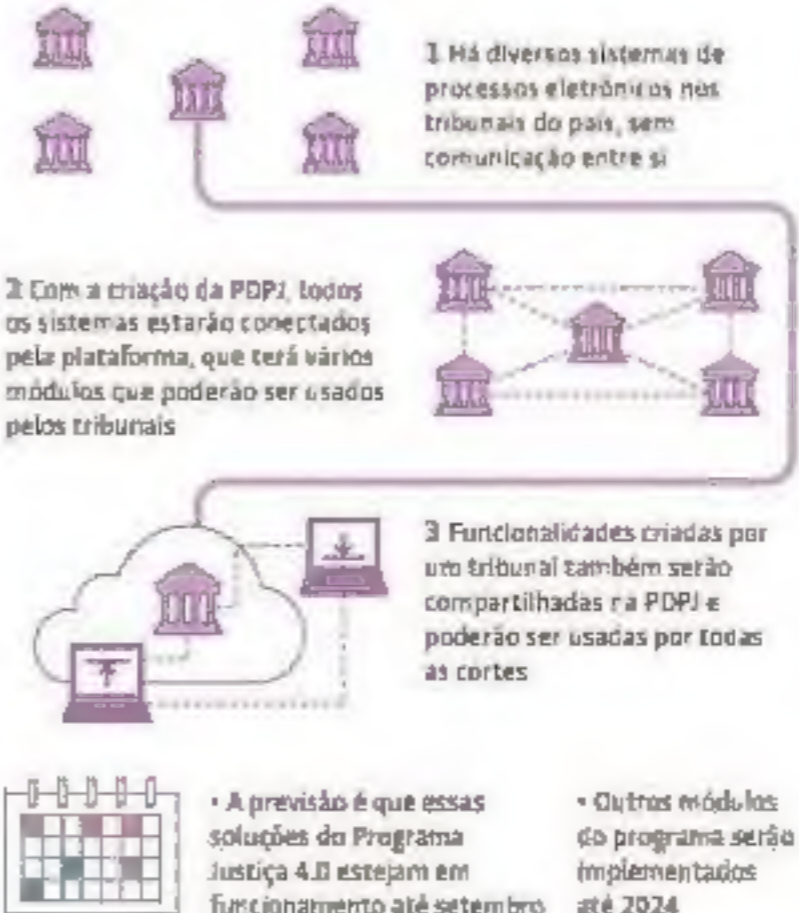 1 Há diversos sistemas de
processos eletrônicos nos
tribunais do país, sem
comunicação entre si
2 Com a criação da PDPJ, todos
os sistemas estarão conectados
pela plataforma, que terá vários
módulos que poderão ser usados
pelos tribunais
3 Funcionalidades criadas por
um tribunal também serão
compartilhadas na PDPJ e
poderão ser usadas por todas
as cortes
• A previsão é que essas
soluções do Programa
Justiça 4.0 estejam em
funcionamento até setembro
• Outros módulos
do programa serão
implementados
até 2024